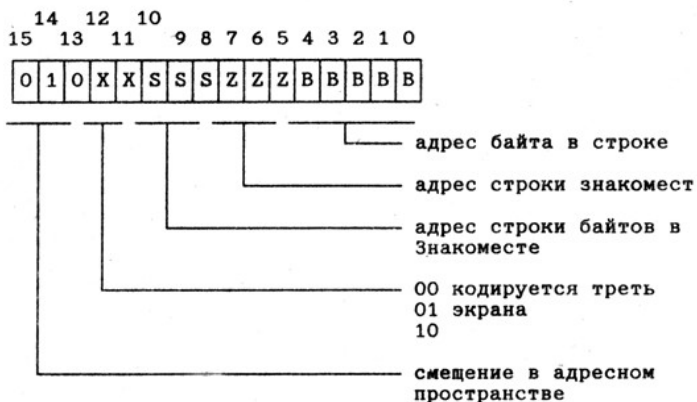 14 12 10
15 13 11 9 8 7 6 5 4 3 2 1 0
0 1 0 X X S S S Z Z Z B B B B B
адрес байта в строке
адрес строки знакомест
адрес строки байтов в
Знакоместе
00 кодируется треть
01 экрана
10
смещение в адресном
пространстве